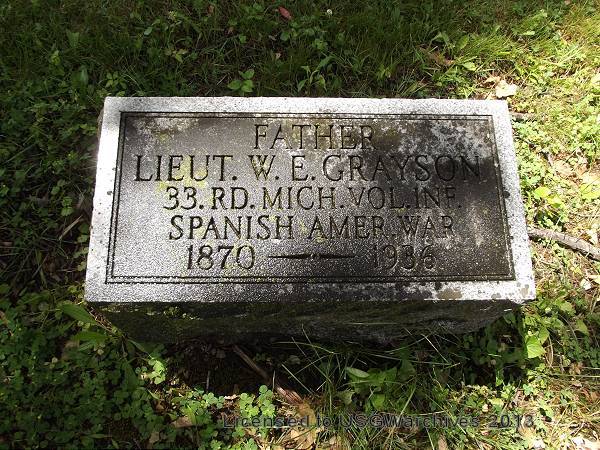 FATHER
LIEUT. W. E. GRAYSON
33.RD. MICH. VOL. INF.
SPANISH AMER. WAR
1870 — 1936
Licensed to USGWarchives 2013